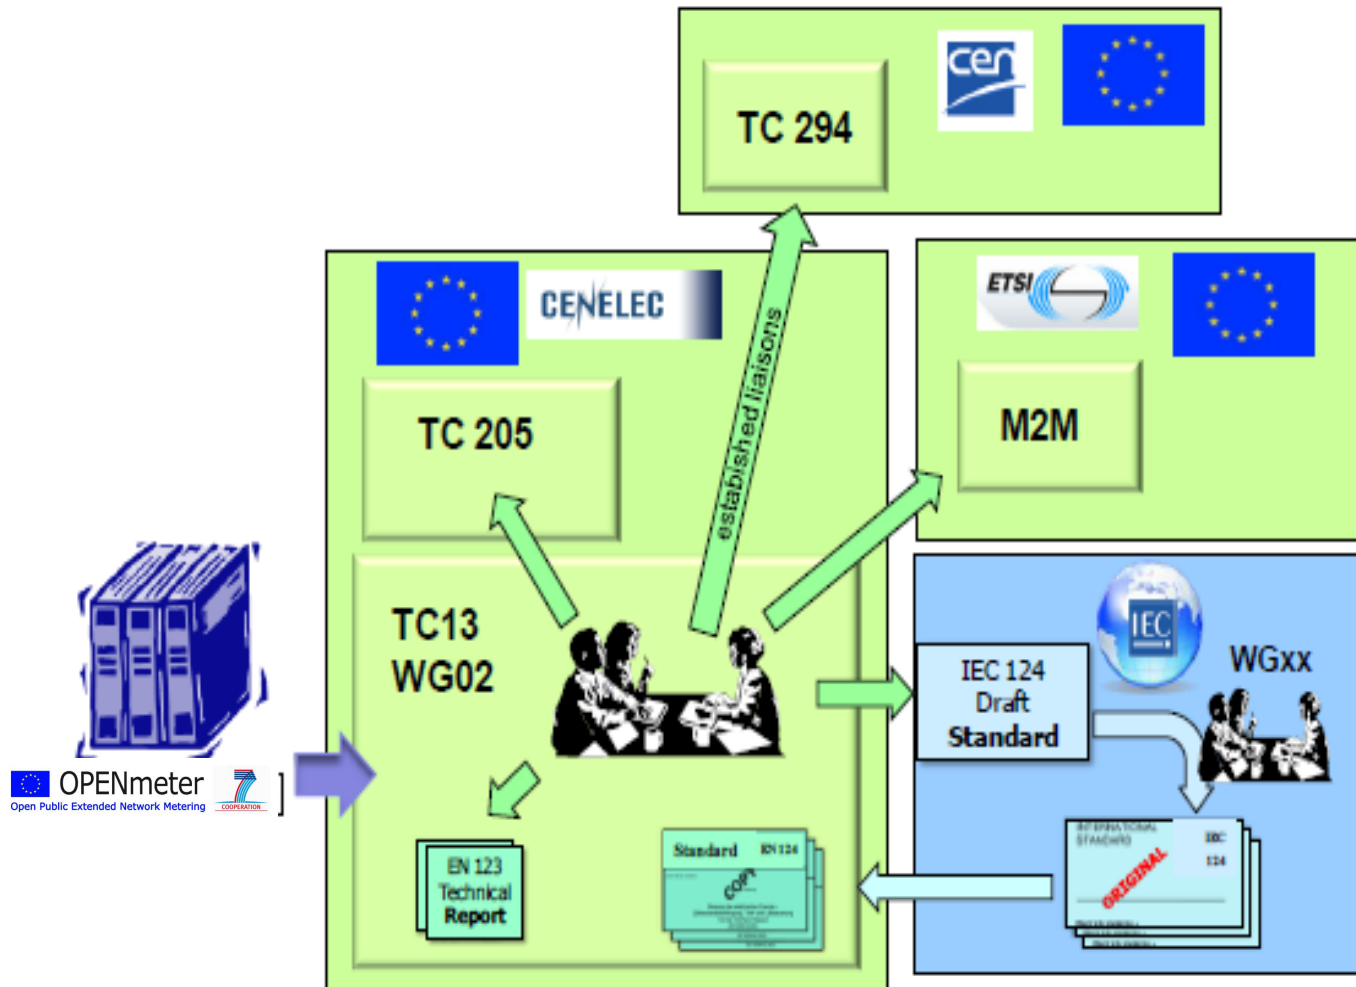 cen
TC 294
ETSI
CENELEC
M2M
TC 205
estabished liaisons
TC13
WG02
IEC
WGxx
IEC 124
Draft
Standard
OPENmeter
Open Public Extended Network Metering
7
COOPERATION
]
EN 123
Technical
Report
Standard EN 124
COPY
INTERNATIONAL
STANDARD
IEC
124
ORIGINAL